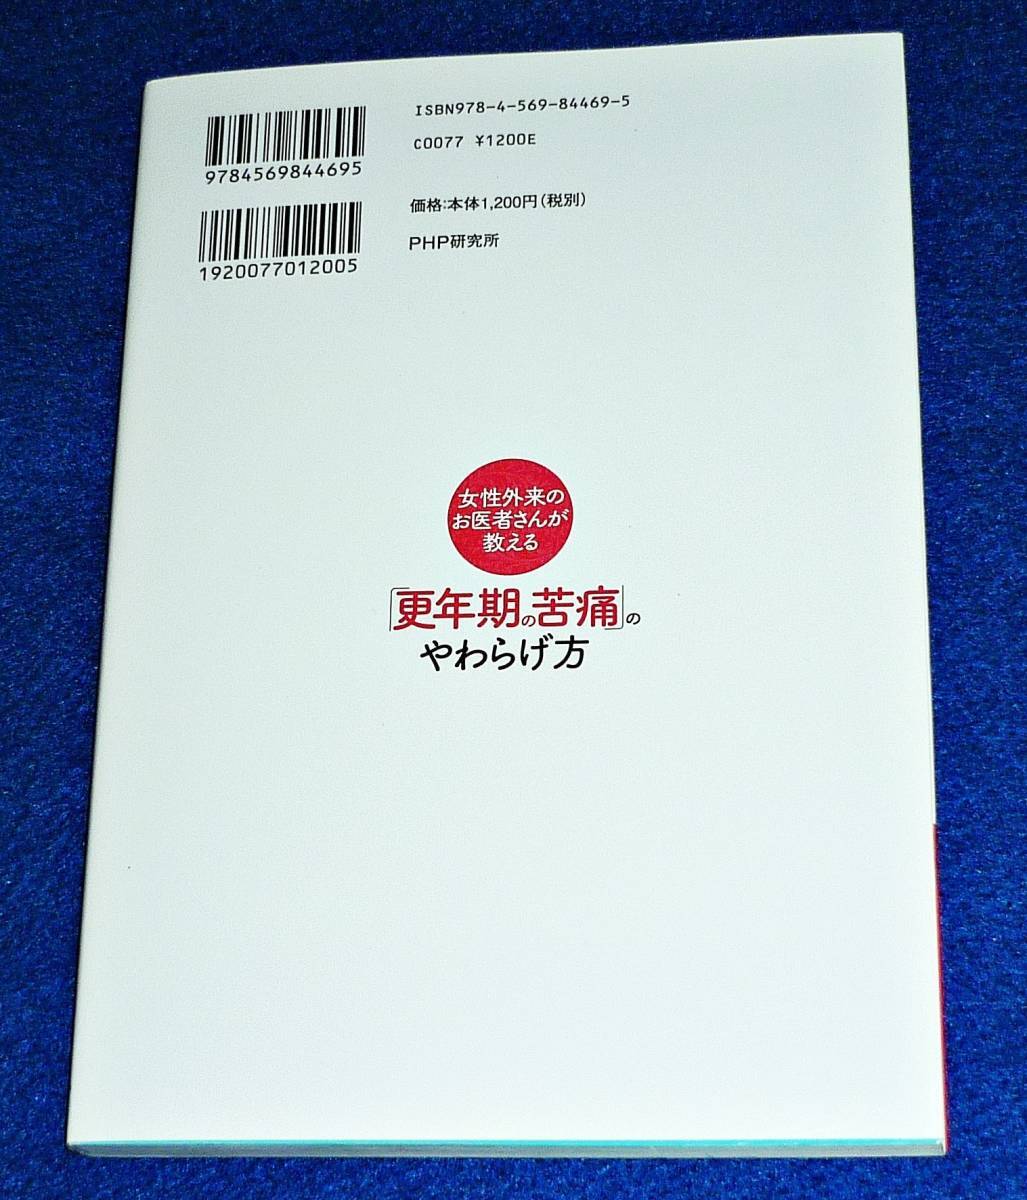 ISBN978-4-569-84469-5
C0077 ¥1200E
9784569844695
価格:本体1,200円(税別)
PHP研究所
1920077012005
女性外来の
お医者さんが
教える
「更年期の苦痛」の
やわらげ方